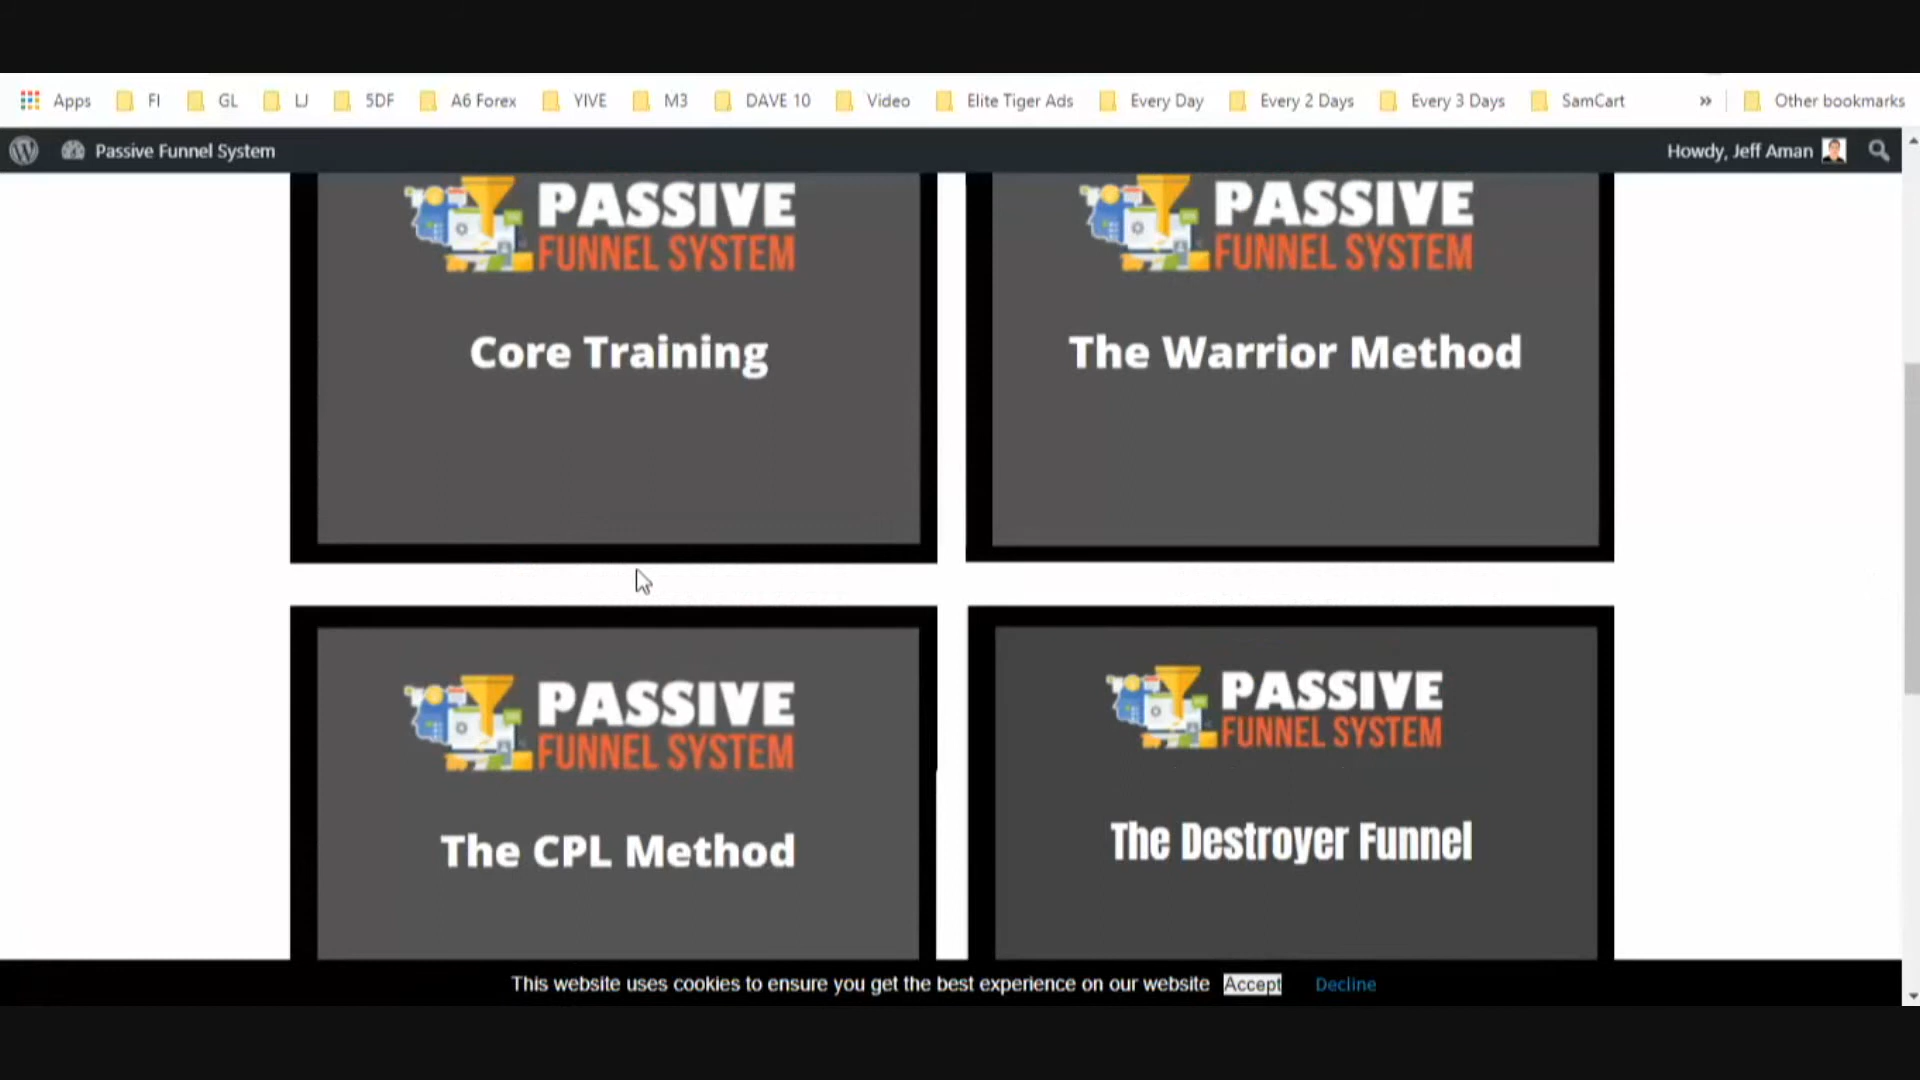 Apps FI GL LJ 5DF A6 Forex YIVE M3 DAVE 10 Video Elite Tiger Ads Every Day Every 2 Days Every 3 Days SamCart » Other bookmarks
Passive Funnel System Howdy, Jeff Aman
PASSIVE
FUNNEL SYSTEM
Core Training
PASSIVE
FUNNEL SYSTEM
The Warrior Method
PASSIVE
FUNNEL SYSTEM
The CPL Method
PASSIVE
FUNNEL SYSTEM
The Destroyer Funnel
This website uses cookies to ensure you get the best experience on our website Accept Decline